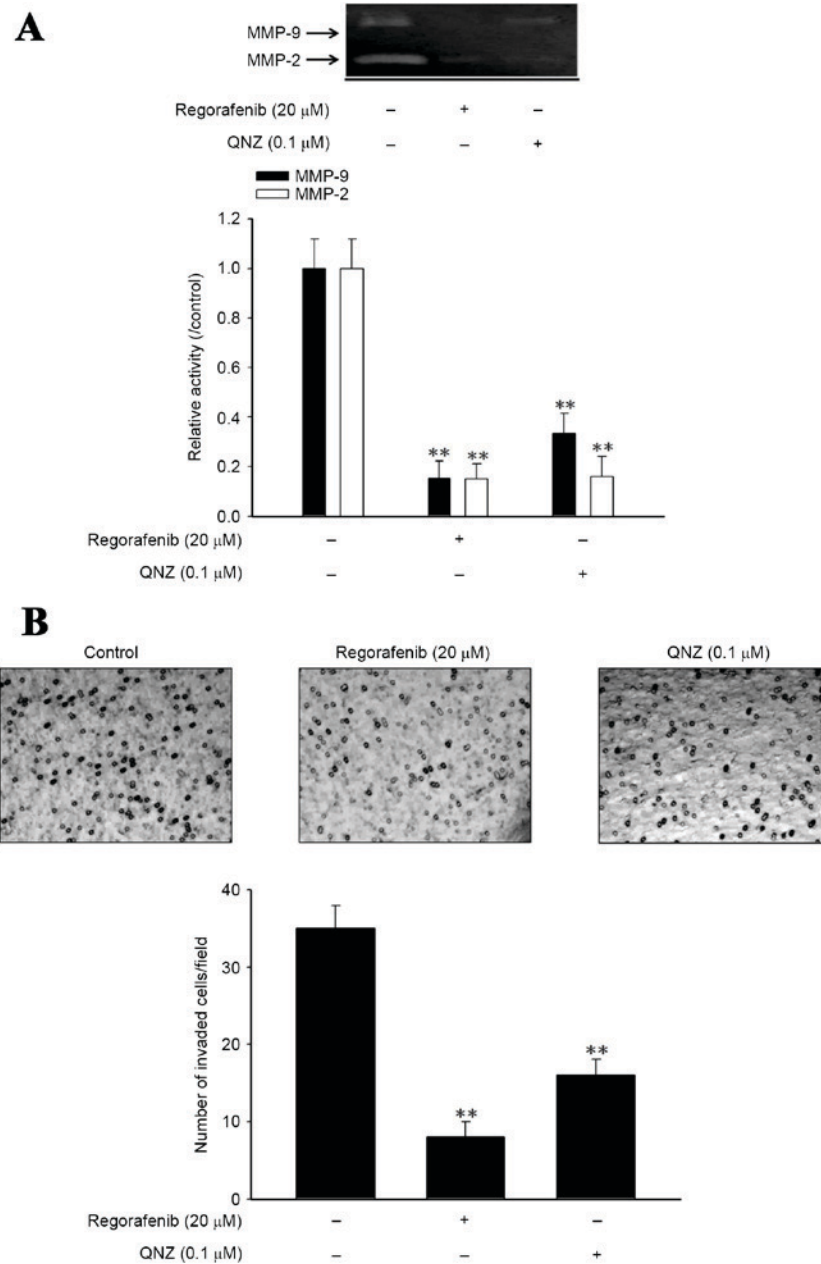 A
MMP-9
MMP-2
Regorafenib (20 µM) – + –
QNZ (0.1 µM) – – +
MMP-9
MMP-2
1.2
1.0
0.8
0.6
0.4
0.2
0.0
Relative activity (/control)
** ** ** **
Regorafenib (20 µM) – + –
QNZ (0.1 µM) – – +
B
Control Regorafenib (20 µM) QNZ (0.1 µM)
40
30
20
10
0
Number of invaded cells/field
** **
Regorafenib (20 µM) – + –
QNZ (0.1 µM) – – +